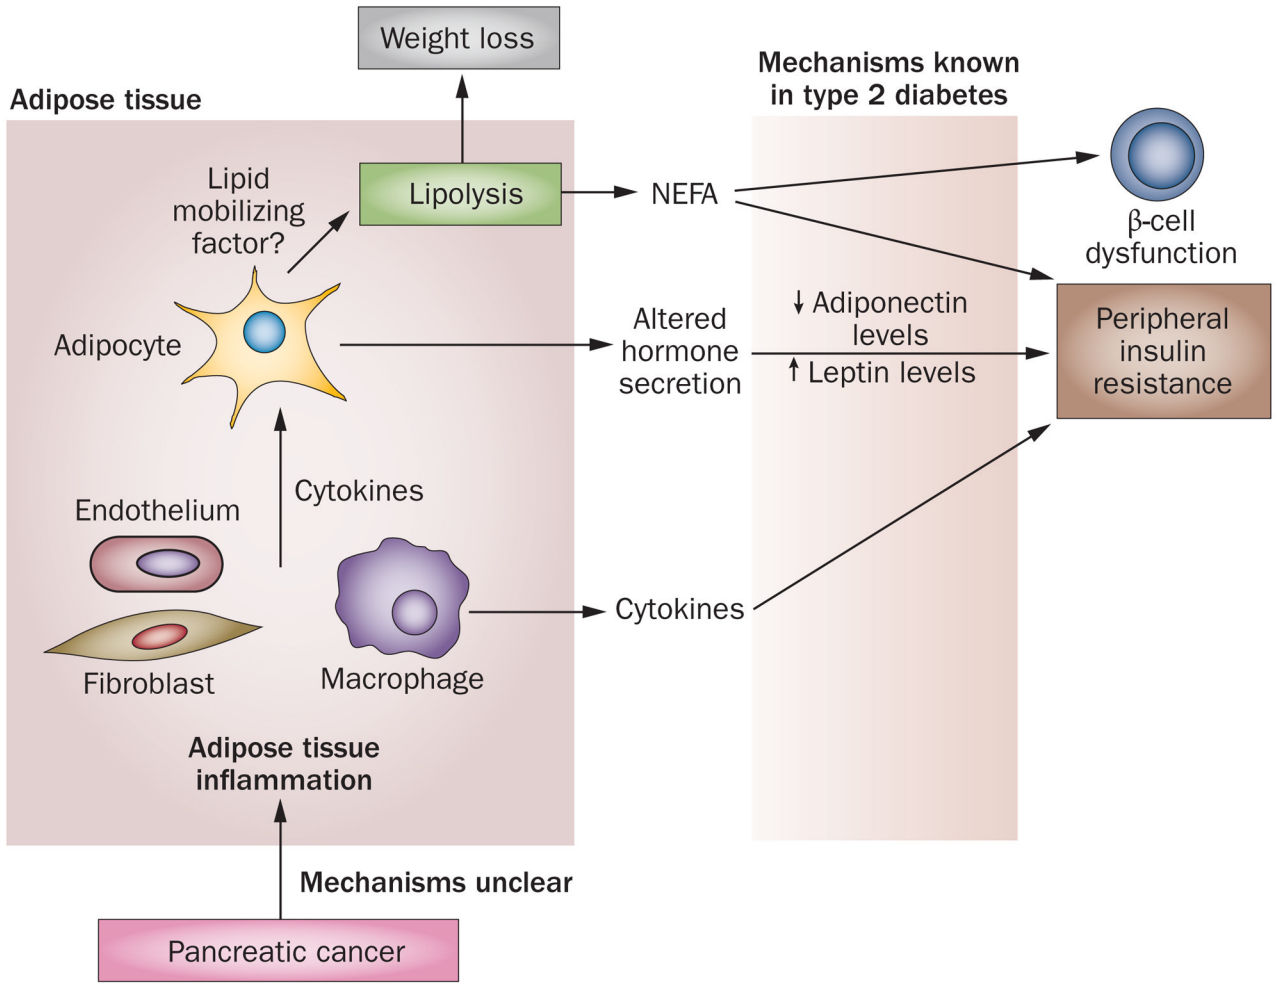 Weight loss
Mechanisms known
in type 2 diabetes
Adipose tissue
Lipid
mobilizing
factor?
Lipolysis
NEFA
β-cell
dysfunction
Adipocyte
Altered
hormone
secretion
↓ Adiponectin
levels
↑ Leptin levels
Peripheral
insulin
resistance
Cytokines
Endothelium
Fibroblast
Macrophage
Cytokines
Adipose tissue
inflammation
Mechanisms unclear
Pancreatic cancer